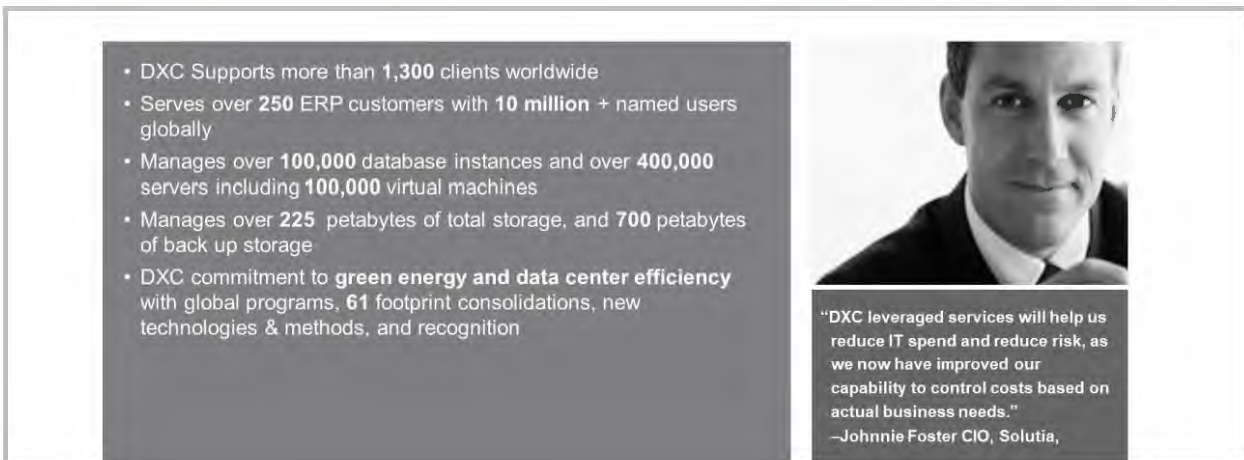 • DXC Supports more than 1,300 clients worldwide
• Serves over 250 ERP customers with 10 million + named users
globally
• Manages over 100,000 database instances and over 400,000
servers including 100,000 virtual machines
• Manages over 225 petabytes of total storage, and 700 petabytes
of back up storage
• DXC commitment to green energy and data center efficiency
with global programs, 61 footprint consolidations, new
technologies & methods, and recognition
“DXC leveraged services will help us
reduce IT spend and reduce risk, as
we now have improved our
capability to control costs based on
actual business needs.”
–Johnnie Foster CIO, Solutia,